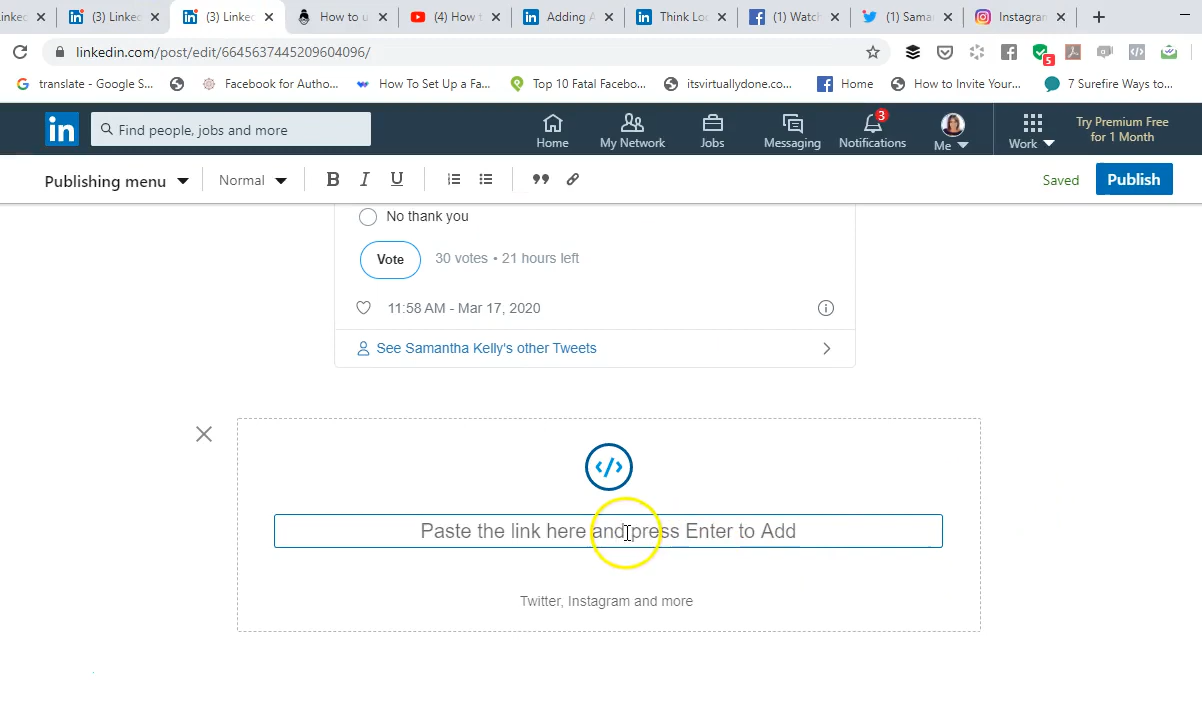 inked
(3) Linked
(3) Linked
How to u
(4) How t
Adding A
Think Loc
(1) Watch
(1) Sama
Instagram
linkedin.com/post/edit/6645637445209604096/
5
translate - Google S...
Facebook for Autho...
How To Set Up a Fa...
Top 10 Fatal Facebo...
itsvirtuallydone.co...
Home
How to Invite Your...
7 Surefire Ways to...
in
Find people, jobs and more
Home
My Network
Jobs
Messaging
3
Notifications
Me
Work
Try Premium Free
for 1 Month
Publishing menu
Normal
B
I
U
Saved
Publish
No thank you
Vote
30 votes • 21 hours left
11:58 AM - Mar 17, 2020
See Samantha Kelly's other Tweets
Paste the link here and press Enter to Add
Twitter, Instagram and more